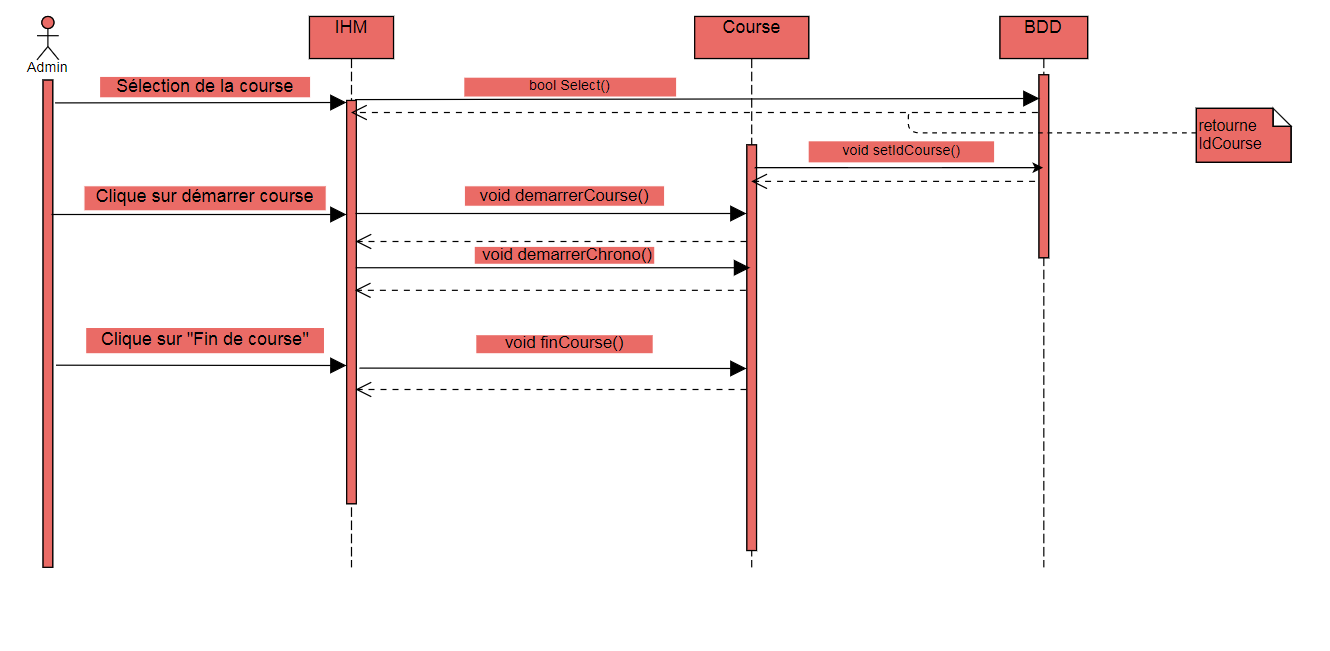 Admin
IHM
Course
BDD
Sélection de la course
bool Select()
retourne
IdCourse
void setIdCourse()
Clique sur démarrer course
void demarrerCourse()
void demarrerChrono()
Clique sur "Fin de course"
void finCourse()